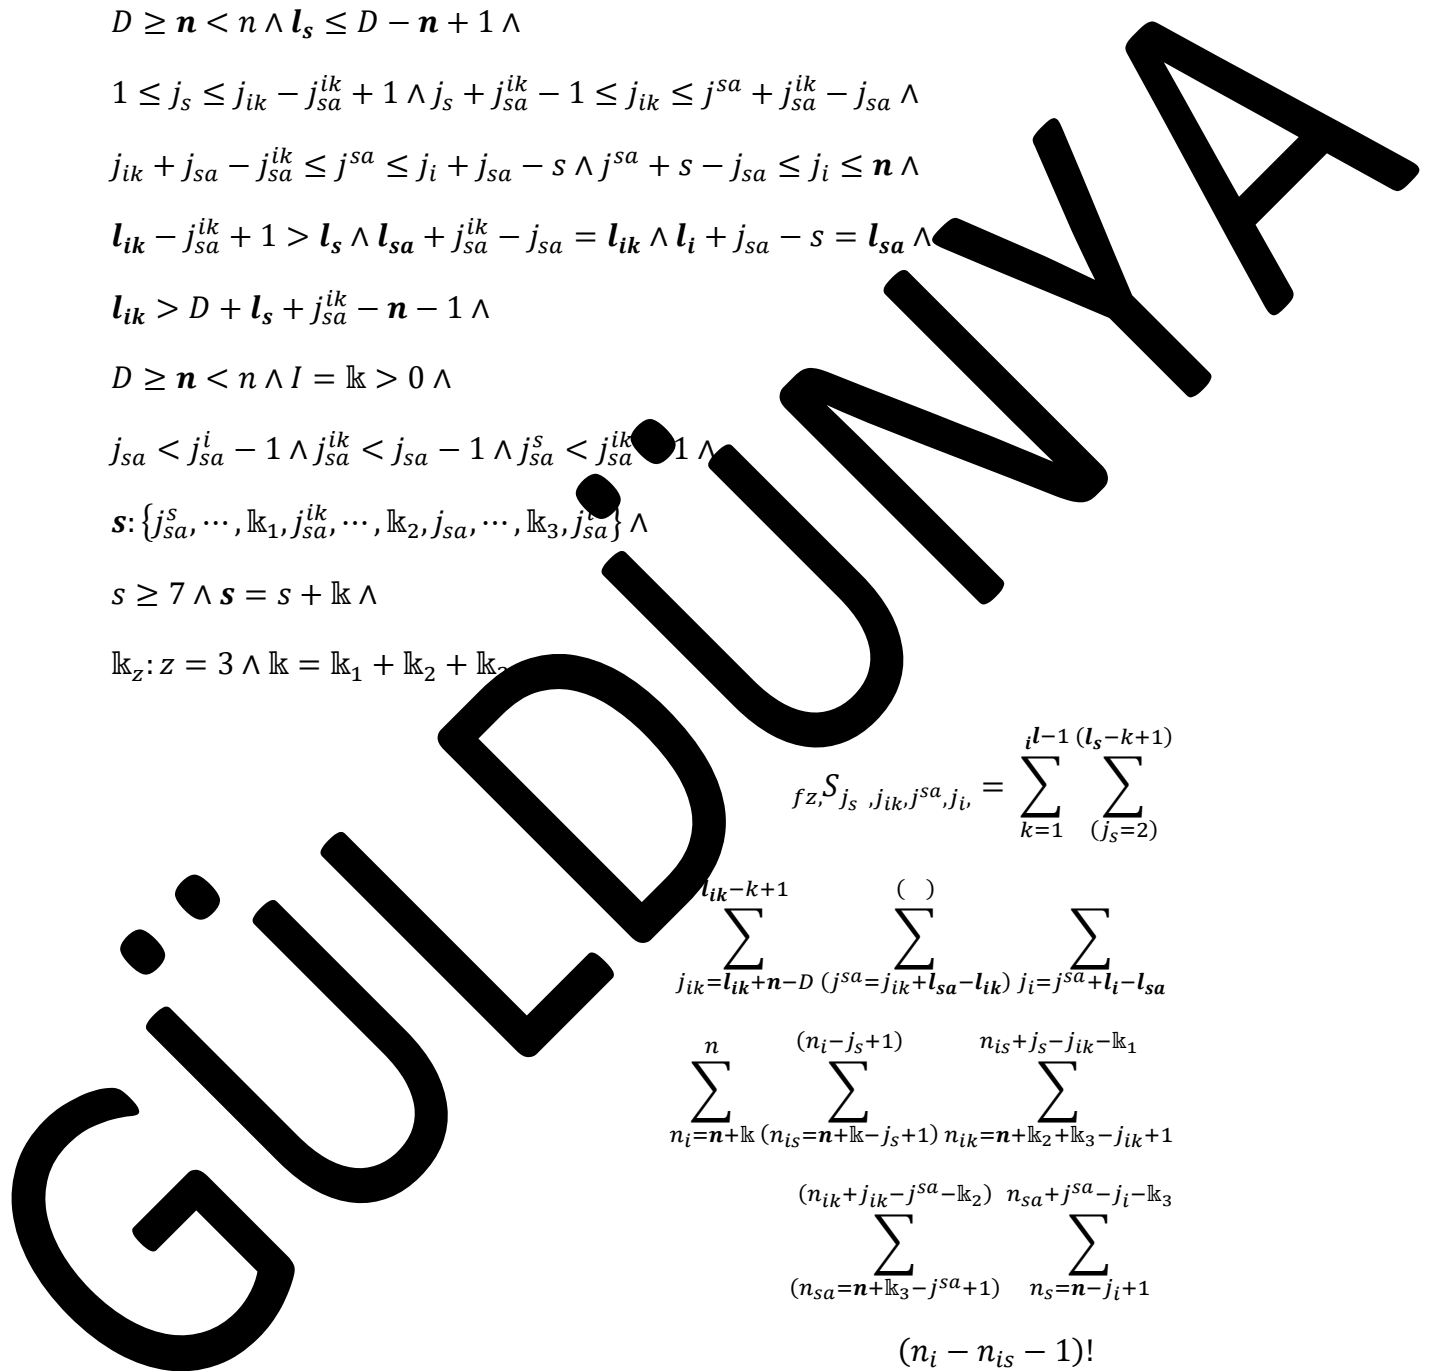 D ≥ 𝒏 < n ∧ 𝒍_𝒔 ≤ D − 𝒏 + 1 ∧
1 ≤ j_s ≤ j_{ik} − j_{sa}^{ik} + 1 ∧ j_s + j_{sa}^{ik} − 1 ≤ j_{ik} ≤ j^{sa} + j_{sa}^{ik} − j_{sa} ∧
j_{ik} + j_{sa} − j_{sa}^{ik} ≤ j^{sa} ≤ j_i + j_{sa} − s ∧ j^{sa} + s − j_{sa} ≤ j_i ≤ 𝒏 ∧
𝒍_{𝒊𝒌} − j_{sa}^{ik} + 1 > 𝒍_𝒔 ∧ 𝒍_{𝒔𝒂} + j_{sa}^{ik} − j_{sa} = 𝒍_{𝒊𝒌} ∧ 𝒍_𝒊 + j_{sa} − s = 𝒍_{𝒔𝒂} ∧
𝒍_{𝒊𝒌} > D + 𝒍_𝒔 + j_{sa}^{ik} − 𝒏 − 1 ∧
D ≥ 𝒏 < n ∧ I = 𝕜 > 0 ∧
j_{sa} < j_{sa}^{i} − 1 ∧ j_{sa}^{ik} < j_{sa} − 1 ∧ j_{sa}^{s} < j_{sa}^{ik} 1 ∧
𝒔: {j_{sa}^{s}, ⋯ , 𝕜_1, j_{sa}^{ik}, ⋯ , 𝕜_2, j_{sa}, ⋯ , 𝕜_3, j_{sa}^{i}} ∧
s ≥ 7 ∧ 𝒔 = s + 𝕜 ∧
𝕜_z: z = 3 ∧ 𝕜 = 𝕜_1 + 𝕜_2 + 𝕜_3
_{fz,}S_{j_s ,j_{ik},j^{sa},j_i,} = ∑_{k=1}^{_𝒊𝒍−1} ∑_{(j_s=2)}^{(𝒍_𝒔−k+1)}
∑_{j_{ik}=𝒍_{𝒊𝒌}+𝒏−D}^{𝒍_{𝒊𝒌}−k+1} ∑_{(j^{sa}=j_{ik}+𝒍_{𝒔𝒂}−𝒍_{𝒊𝒌})}^{( )} ∑_{j_i=j^{sa}+𝒍_𝒊−𝒍_{𝒔𝒂}}
∑_{n_i=𝒏+𝕜}^{n} ∑_{(n_{is}=𝒏+𝕜−j_s+1)}^{(n_i−j_s+1)} ∑_{n_{ik}=𝒏+𝕜_2+𝕜_3−j_{ik}+1}^{n_{is}+j_s−j_{ik}−𝕜_1}
∑_{(n_{sa}=𝒏+𝕜_3−j^{sa}+1)}^{(n_{ik}+j_{ik}−j^{sa}−𝕜_2)} ∑_{n_s=𝒏−j_i+1}^{n_{sa}+j^{sa}−j_i−𝕜_3}
(n_i − n_{is} − 1)!
GÜLDÜNYA